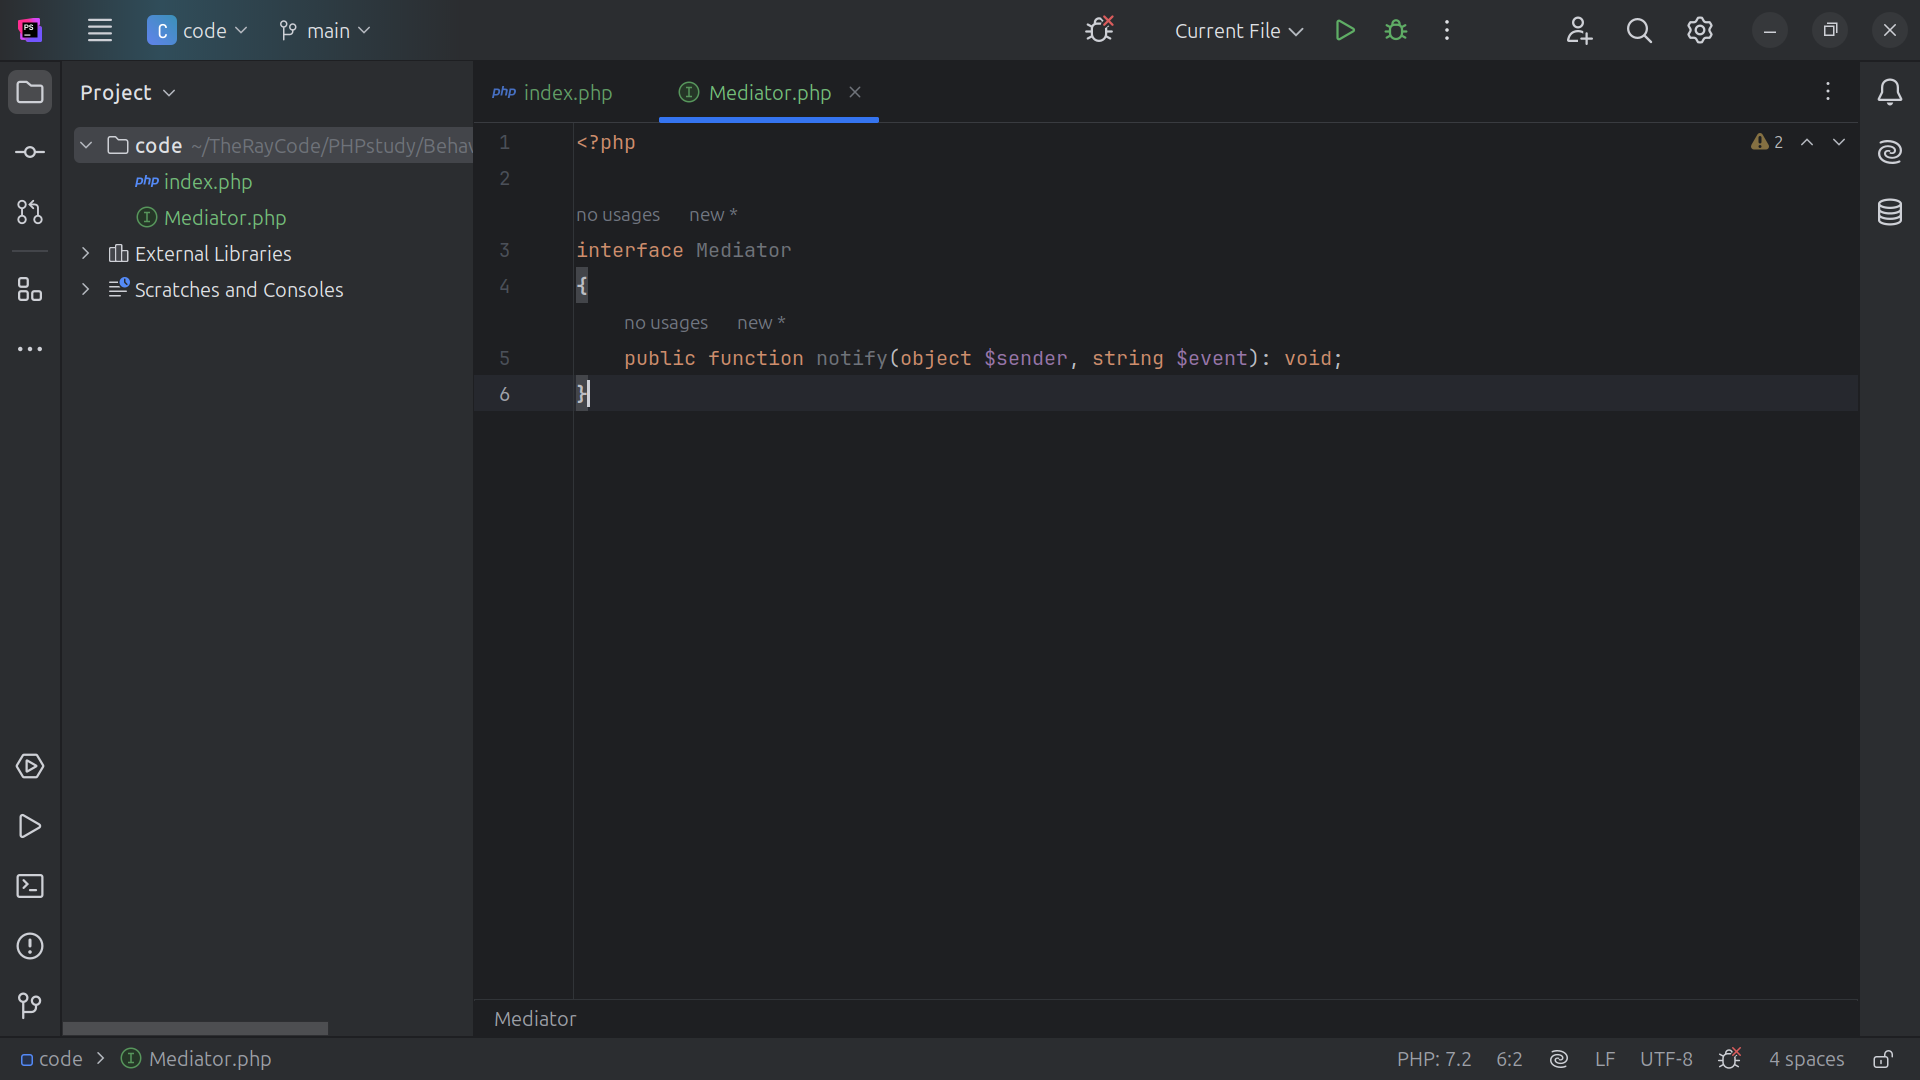 PS
C code
main
Current File
Project
code ~/TheRayCode/PHPstudy/Behav
php index.php
I Mediator.php
External Libraries
Scratches and Consoles
php index.php
I Mediator.php
2
1 <?php
2
no usages new *
3 interface Mediator
4 {
no usages new *
5 public function notify(object $sender, string $event): void;
6 }
Mediator
code > I Mediator.php
PHP: 7.2
6:2
LF
UTF-8
4 spaces